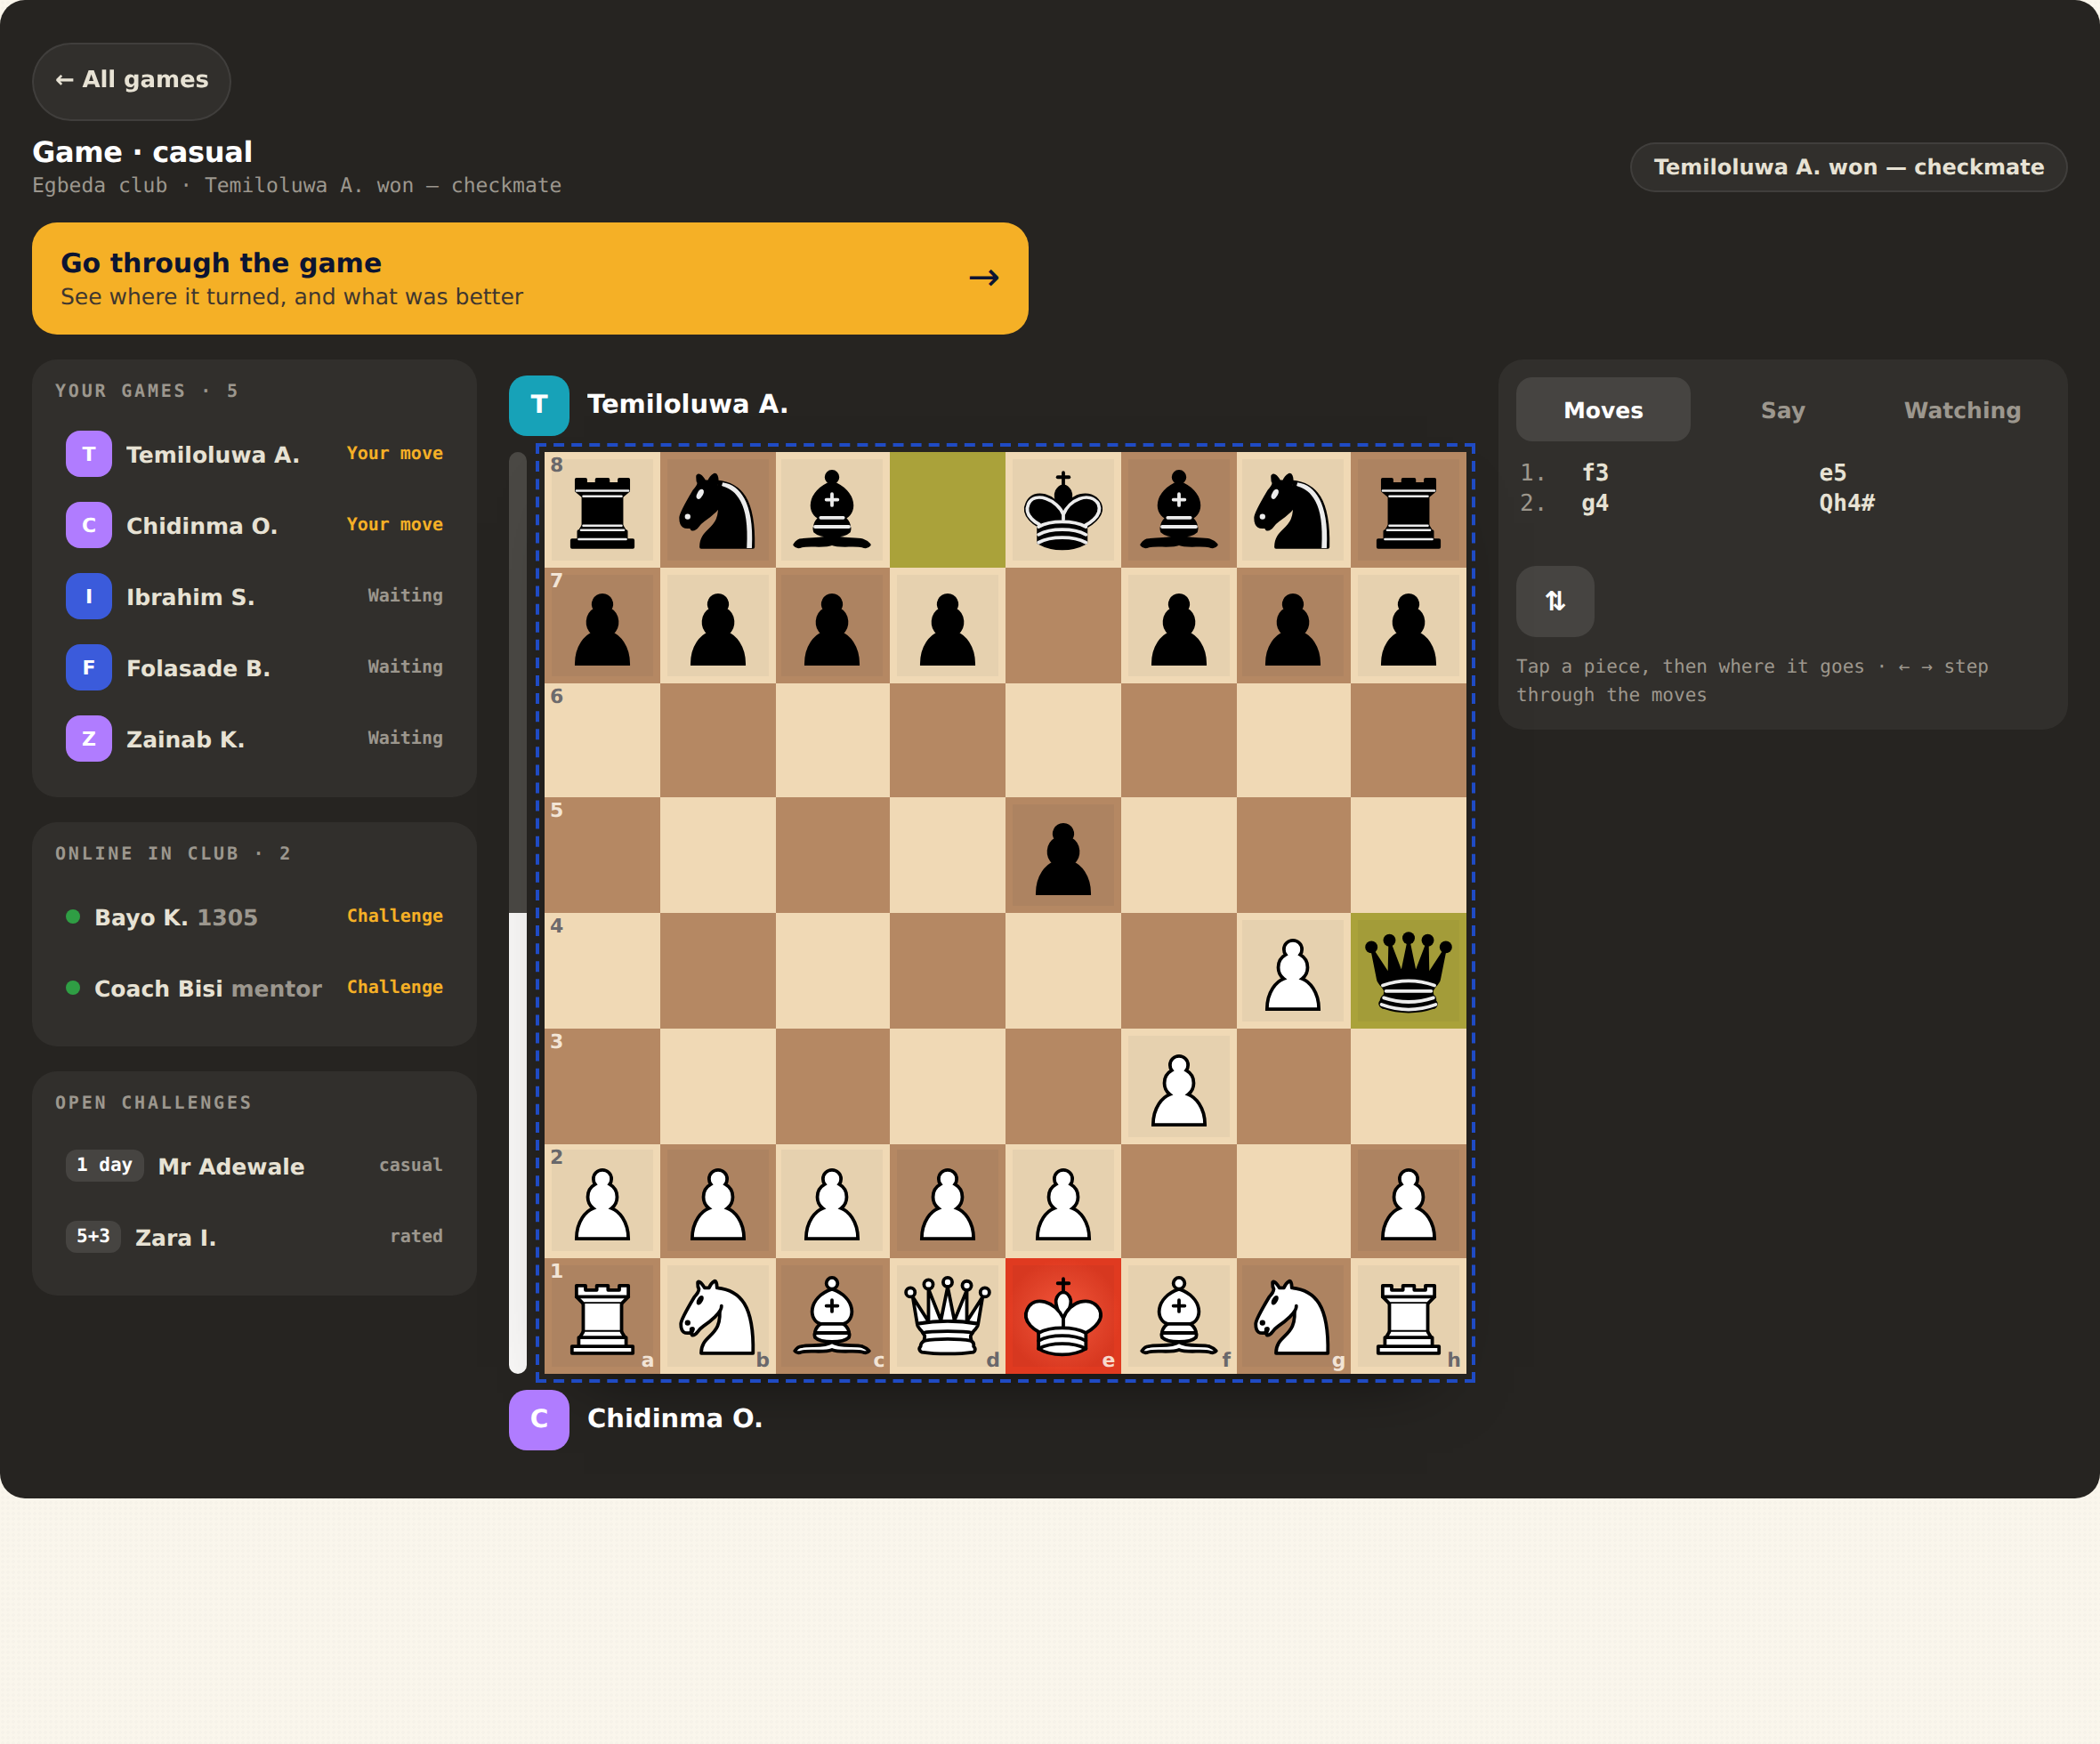 ← All games
Game · casual
Egbeda club · Temiloluwa A. won — checkmate
Temiloluwa A. won — checkmate
Go through the game
See where it turned, and what was better
→
YOUR GAMES · 5
T Temiloluwa A. Your move
C Chidinma O. Your move
I Ibrahim S. Waiting
F Folasade B. Waiting
Z Zainab K. Waiting
ONLINE IN CLUB · 2
Bayo K. 1305 Challenge
Coach Bisi mentor Challenge
OPEN CHALLENGES
1 day Mr Adewale casual
5+3 Zara I. rated
T Temiloluwa A.
8
7
6
5
4
3
2
1
a b c d e f g h
C Chidinma O.
Moves Say Watching
1. f3 e5
2. g4 Qh4#
⇅
Tap a piece, then where it goes · ← → step
through the moves